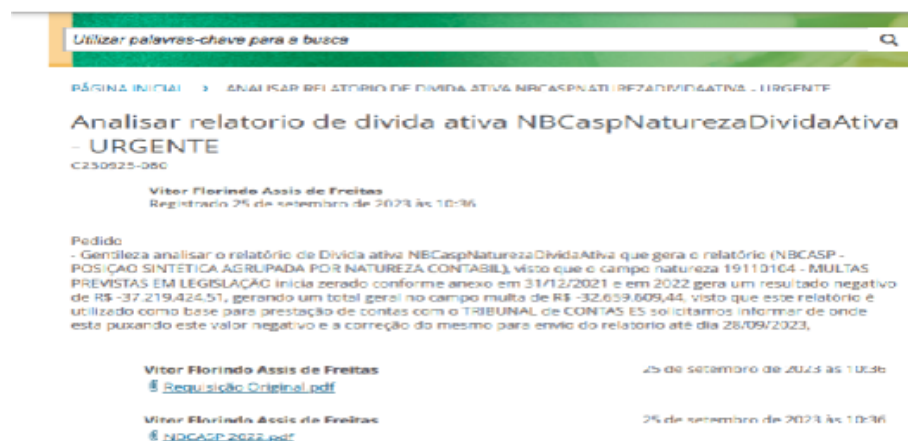 Utilizar palavras-chave para a busca
PÁGINA INICIAL > ANALISAR RELATORIO DE DIVIDA ATIVA NBCASPNATUREZADIVIDAATIVA - URGENTE
Analisar relatorio de divida ativa NBCaspNaturezaDividaAtiva
- URGENTE
C230925-080
Vitor Florindo Assis de Freitas
Registrado 25 de setembro de 2023 às 10:36
Pedido
- Gentileza analisar o relatório de Divida ativa NBCaspNaturezaDividaAtiva que gera o relatório (NBCASP -
POSIÇAO SINTETICA AGRUPADA POR NATUREZA CONTABIL), visto que o campo natureza 19110104 - MULTAS
PREVISTAS EM LEGISLAÇÃO inicia zerado conforme anexo em 31/12/2021 e em 2022 gera um resultado negativo
de R$ -37.219.424,51, gerando um total geral no campo multa de R$ -32.659.609,44, visto que este relatório é
utilizado como base para prestação de contas com o TRIBUNAL de CONTAS ES solicitamos informar de onde
esta puxando este valor negativo e a correção do mesmo para envio do relatorio até dia 28/09/2023,
Vitor Florindo Assis de Freitas 25 de setembro de 2023 às 10:36
Requisição Original.pdf
Vitor Florindo Assis de Freitas 25 de setembro de 2023 às 10:36
NBCASP 2022.pdf